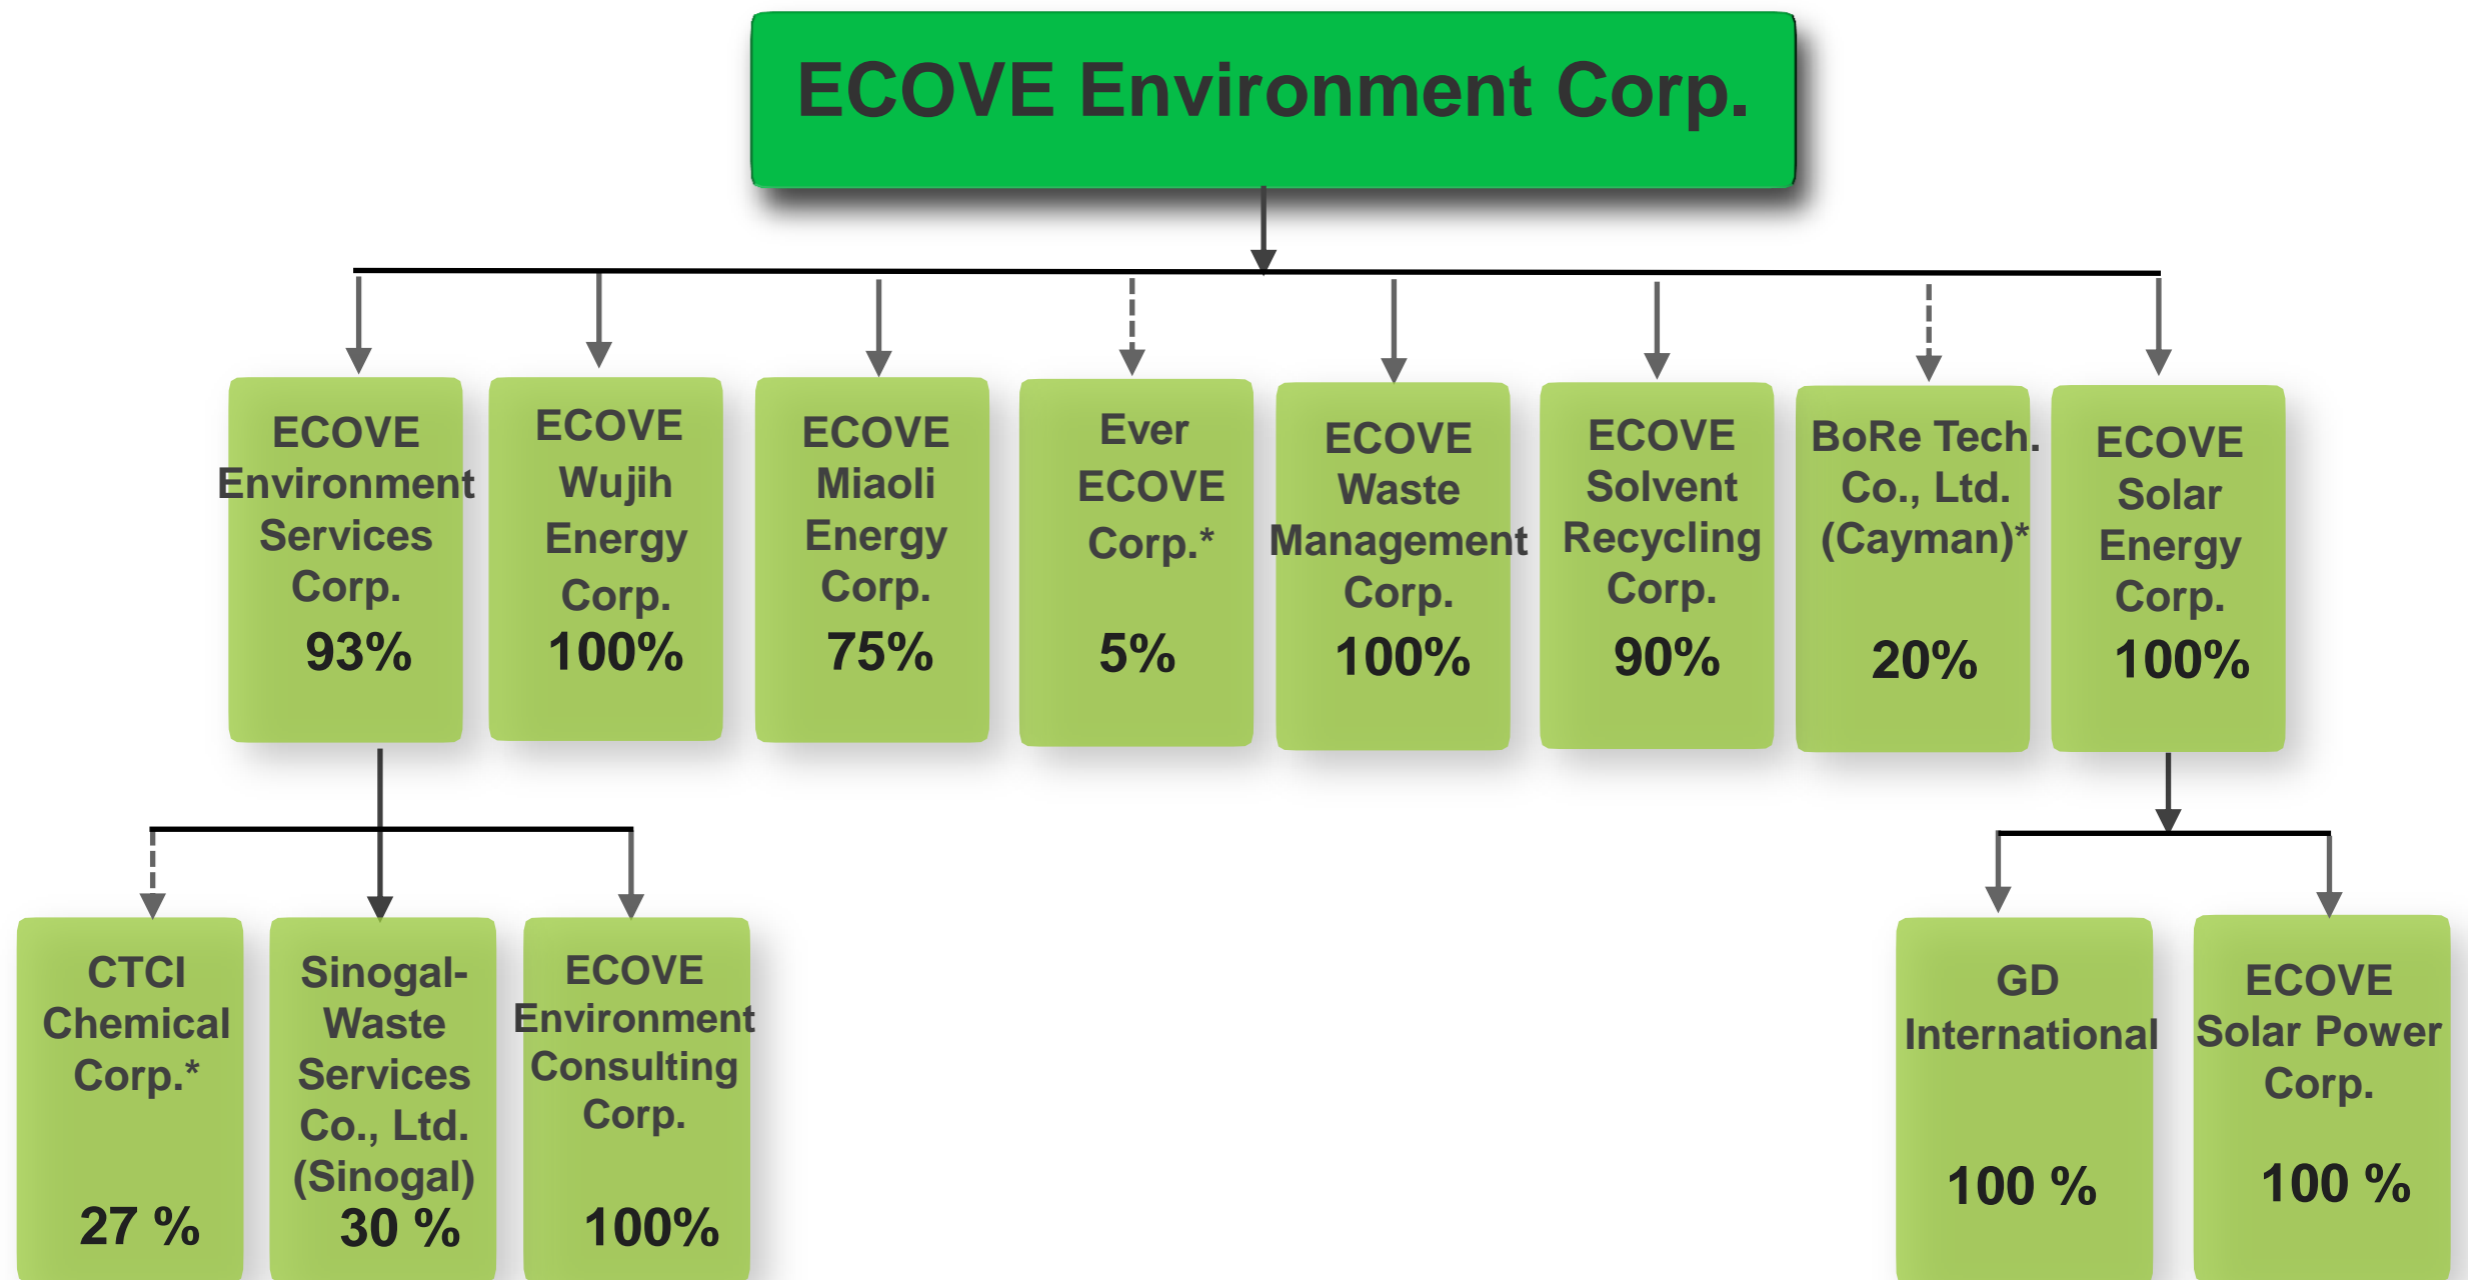 ECOVE Environment Corp.
ECOVE
Environment
Services
Corp.
93%
ECOVE
Wujih
Energy
Corp.
100%
ECOVE
Miaoli
Energy
Corp.
75%
Ever
ECOVE
Corp.*
5%
ECOVE
Waste
Management
Corp.
100%
ECOVE
Solvent
Recycling
Corp.
90%
BoRe Tech.
Co., Ltd.
(Cayman)*
20%
ECOVE
Solar
Energy
Corp.
100%
CTCI
Chemical
Corp.*
27 %
Sinogal-
Waste
Services
Co., Ltd.
(Sinogal)
30 %
ECOVE
Environment
Consulting
Corp.
100%
GD
International
100 %
ECOVE
Solar Power
Corp.
100 %